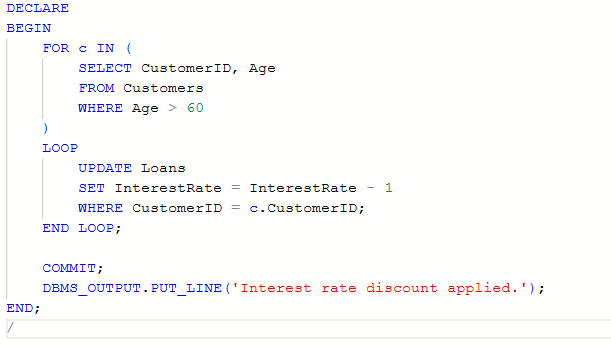 DECLARE
BEGIN
    FOR c IN (
        SELECT CustomerID, Age
        FROM Customers
        WHERE Age > 60
    )
    LOOP
        UPDATE Loans
        SET InterestRate = InterestRate - 1
        WHERE CustomerID = c.CustomerID;
    END LOOP;

    COMMIT;
    DBMS_OUTPUT.PUT_LINE('Interest rate discount applied.');
END;
/